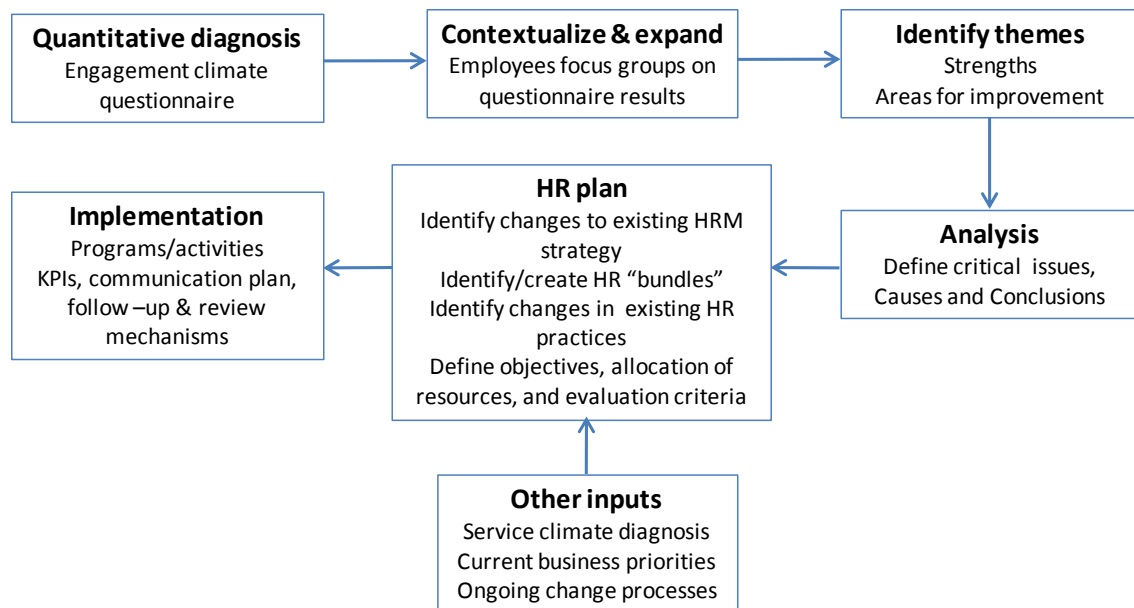 Quantitative diagnosis
Engagement climate
questionnaire
Contextualize & expand
Employees focus groups on
questionnaire results
Identify themes
Strengths
Areas for improvement
Implementation
Programs/activities
KPIs, communication plan,
follow –up & review
mechanisms
HR plan
Identify changes to existing HRM
strategy
Identify/create HR “bundles”
Identify changes in existing HR
practices
Define objectives, allocation of
resources, and evaluation criteria
Analysis
Define critical issues,
Causes and Conclusions
Other inputs
Service climate diagnosis
Current business priorities
Ongoing change processes